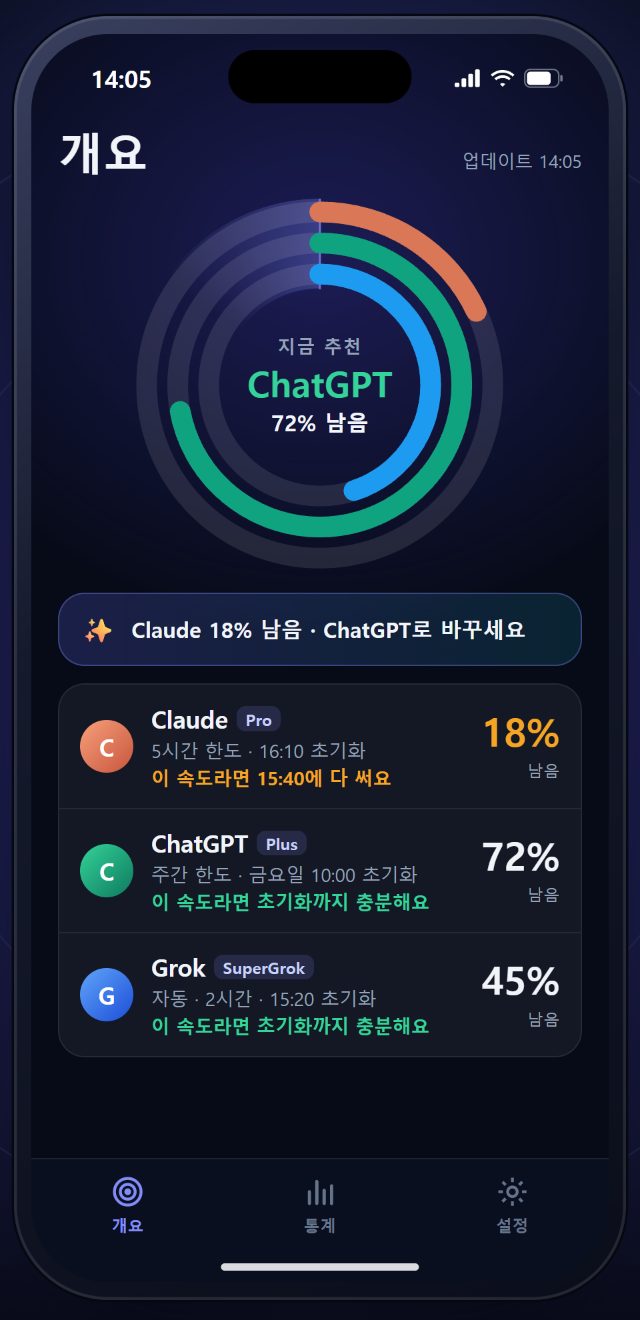 14:05
개요
업데이트 14:05
지금 추천
ChatGPT
72% 남음
Claude 18% 남음 · ChatGPT로 바꾸세요
C
Claude Pro
5시간 한도 · 16:10 초기화
이 속도라면 15:40에 다 써요
18%
남음
C
ChatGPT Plus
주간 한도 · 금요일 10:00 초기화
이 속도라면 초기화까지 충분해요
72%
남음
G
Grok SuperGrok
자동 · 2시간 · 15:20 초기화
이 속도라면 초기화까지 충분해요
45%
남음
개요
통계
설정